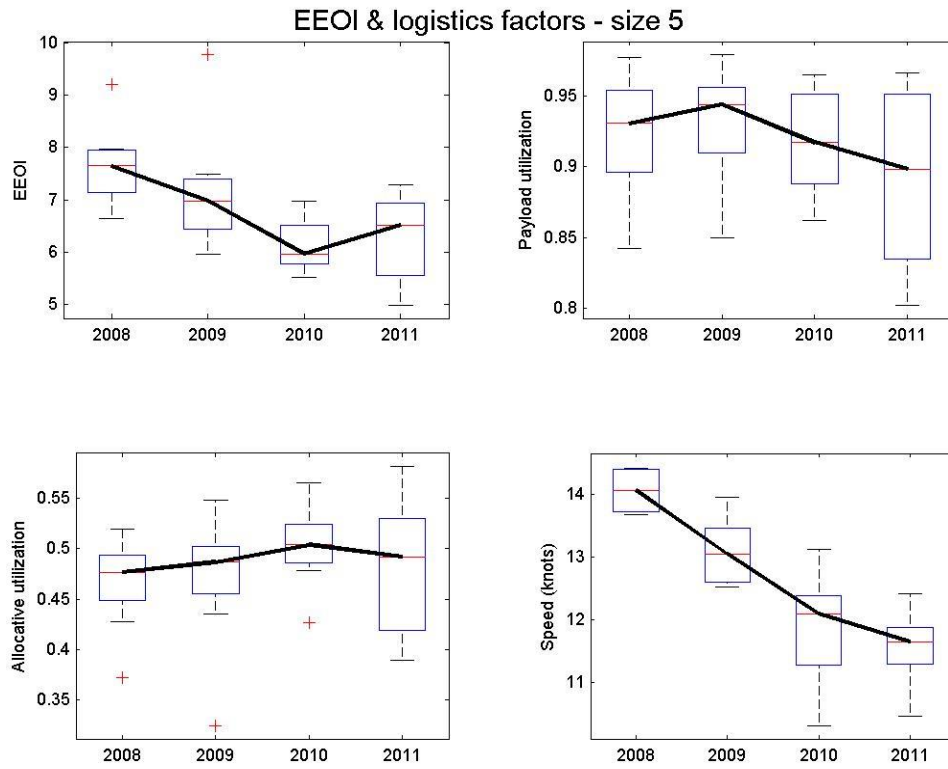 EEOI & logistics factors - size 5
10
9
8
7
6
5
EEOI
2008 2009 2010 2011
0.95
0.9
0.85
0.8
Payload utilization
2008 2009 2010 2011
0.55
0.5
0.45
0.4
0.35
Allocative utilization
2008 2009 2010 2011
14
13
12
11
Speed (knots)
2008 2009 2010 2011